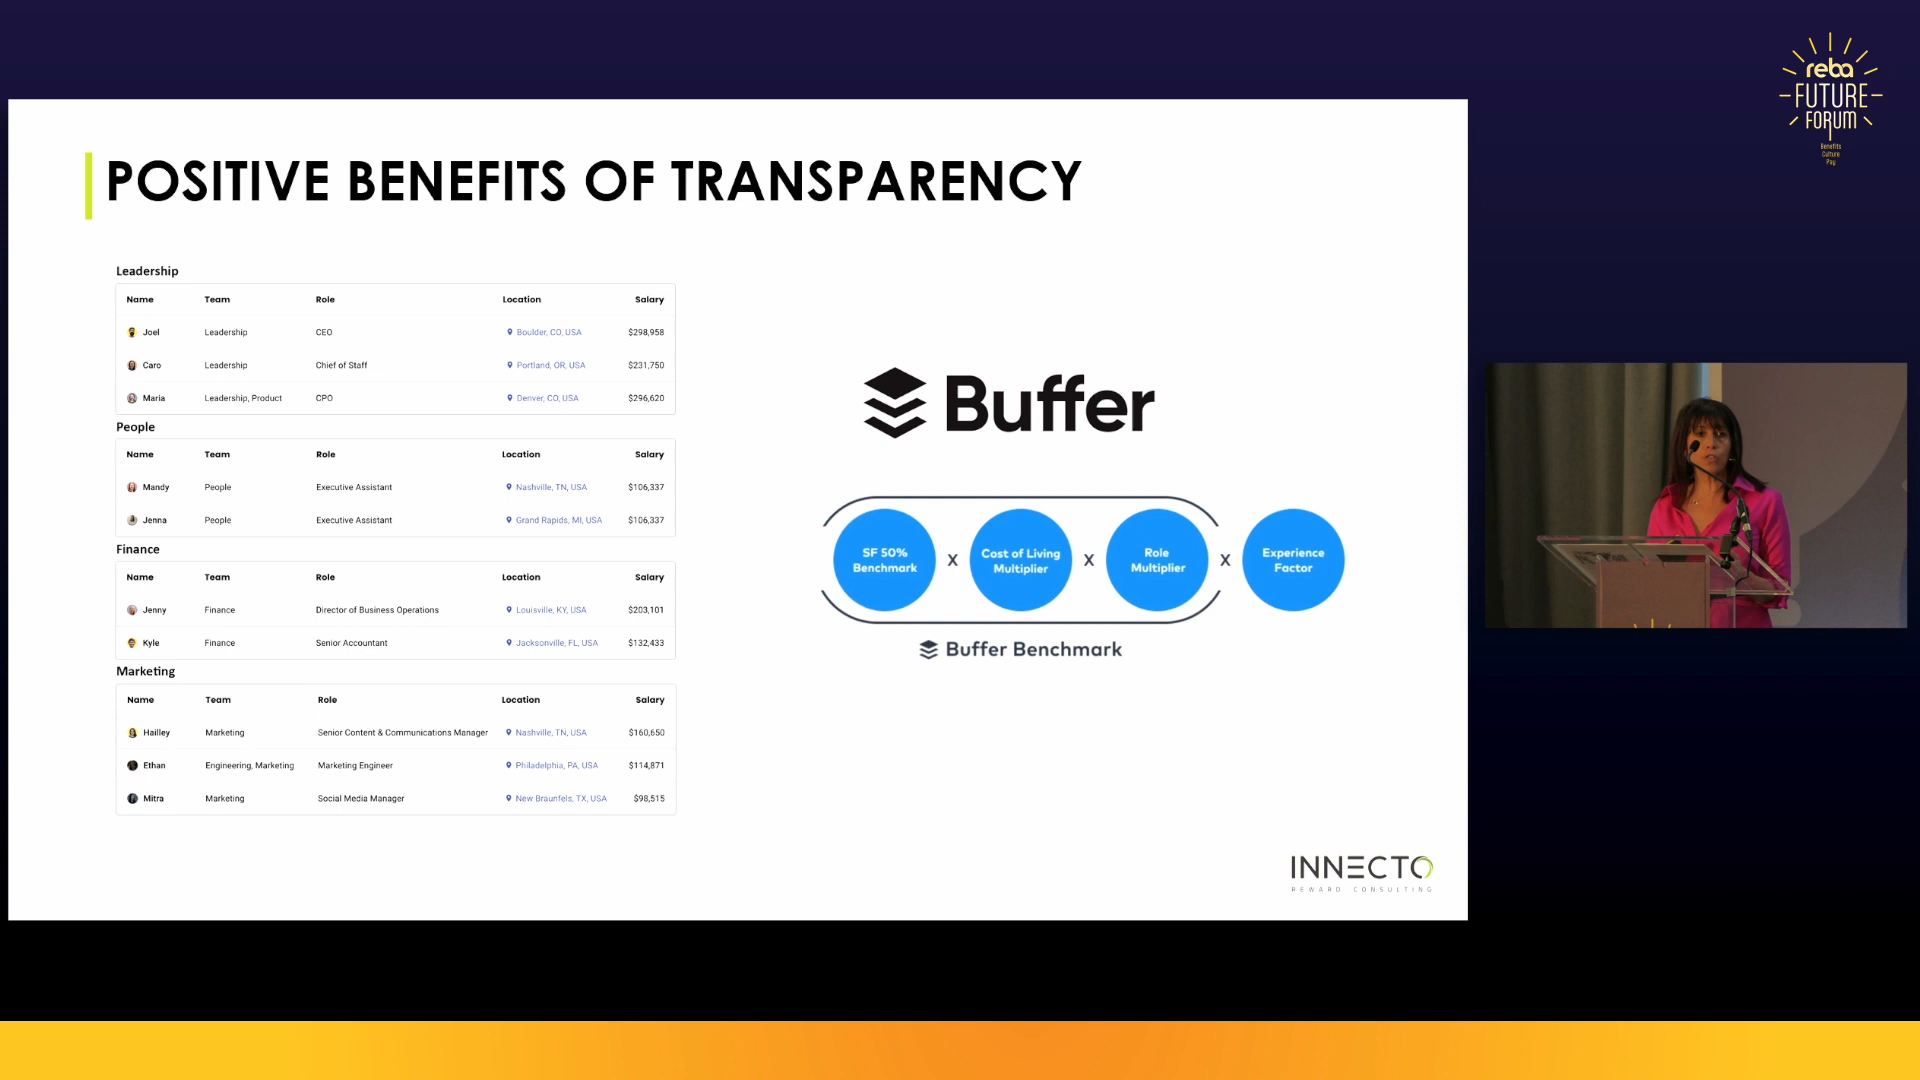 reba
FUTURE
FORUM
Benefits
Culture
Pay
POSITIVE BENEFITS OF TRANSPARENCY
Leadership
Name Team Role Location Salary
Joel Leadership CEO Boulder, CO, USA $298,958
Caro Leadership Chief of Staff Portland, OR, USA $231,750
Maria Leadership, Product CPO Denver, CO, USA $296,620
People
Name Team Role Location Salary
Mandy People Executive Assistant Nashville, TN, USA $106,337
Jenna People Executive Assistant Grand Rapids, MI, USA $106,337
Finance
Name Team Role Location Salary
Jenny Finance Director of Business Operations Louisville, KY, USA $203,101
Kyle Finance Senior Accountant Jacksonville, FL, USA $132,433
Marketing
Name Team Role Location Salary
Hailley Marketing Senior Content & Communications Manager Nashville, TN, USA $160,650
Ethan Engineering, Marketing Marketing Engineer Philadelphia, PA, USA $114,871
Mitra Marketing Social Media Manager New Braunfels, TX, USA $98,515
Buffer
SF 50%
Benchmark
x
Cost of Living
Multiplier
x
Role
Multiplier
x
Experience
Factor
Buffer Benchmark
INNECTO
REWARD CONSULTING